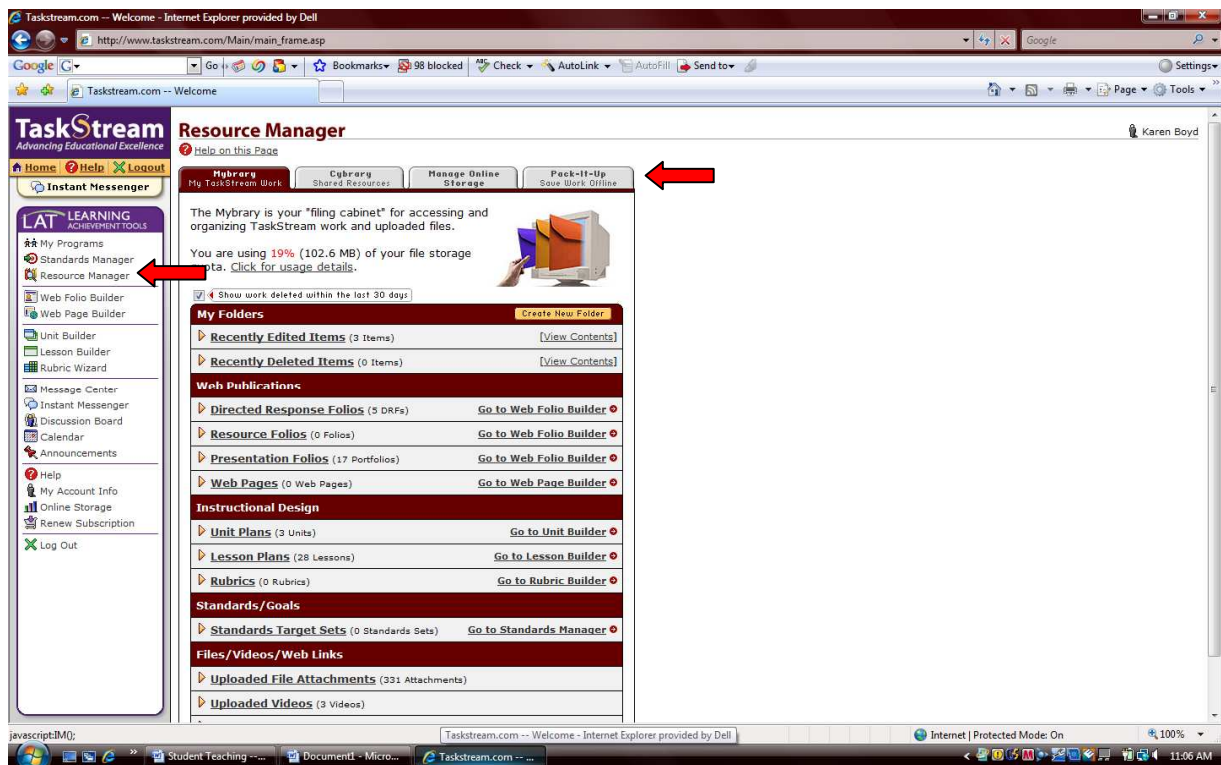 Taskstream.com -- Welcome - Internet Explorer provided by Dell
http://www.taskstream.com/Main/main_frame.asp
Google
Google G Go Bookmarks 98 blocked ABC Check AutoLink AutoFill Send to Settings
Taskstream.com -- Welcome Page Tools
TaskStream
Advancing Educational Excellence
Home Help Logout
Instant Messenger
LAT LEARNING
ACHIEVEMENT TOOLS
My Programs
Standards Manager
Resource Manager
Web Folio Builder
Web Page Builder
Unit Builder
Lesson Builder
Rubric Wizard
Message Center
Instant Messenger
Discussion Board
Calendar
Announcements
Help
My Account Info
Online Storage
Renew Subscription
Log Out
Resource Manager
Karen Boyd
Help on this Page
Mybrary
My TaskStream Work
Cybrary
Shared Resources
Manage Online
Storage
Pack-It-Up
Save Work Offline
The Mybrary is your "filing cabinet" for accessing and
organizing TaskStream work and uploaded files.
You are using 19% (102.6 MB) of your file storage
quota. Click for usage details.
Show work deleted within the last 30 days
My Folders Create New Folder
Recently Edited Items (3 Items) [View Contents]
Recently Deleted Items (0 Items) [View Contents]
Web Publications
Directed Response Folios (5 DRFs) Go to Web Folio Builder
Resource Folios (0 Folios) Go to Web Folio Builder
Presentation Folios (17 Portfolios) Go to Web Folio Builder
Web Pages (0 Web Pages) Go to Web Page Builder
Instructional Design
Unit Plans (3 Units) Go to Unit Builder
Lesson Plans (28 Lessons) Go to Lesson Builder
Rubrics (0 Rubrics) Go to Rubric Builder
Standards/Goals
Standards Target Sets (0 Standards Sets) Go to Standards Manager
Files/Videos/Web Links
Uploaded File Attachments (331 Attachments)
Uploaded Videos (3 Videos)
javascript:IM();
Taskstream.com -- Welcome - Internet Explorer provided by Dell
Internet | Protected Mode: On 100%
Student Teaching --... Document1 - Micro... Taskstream.com -- ... 11:06 AM